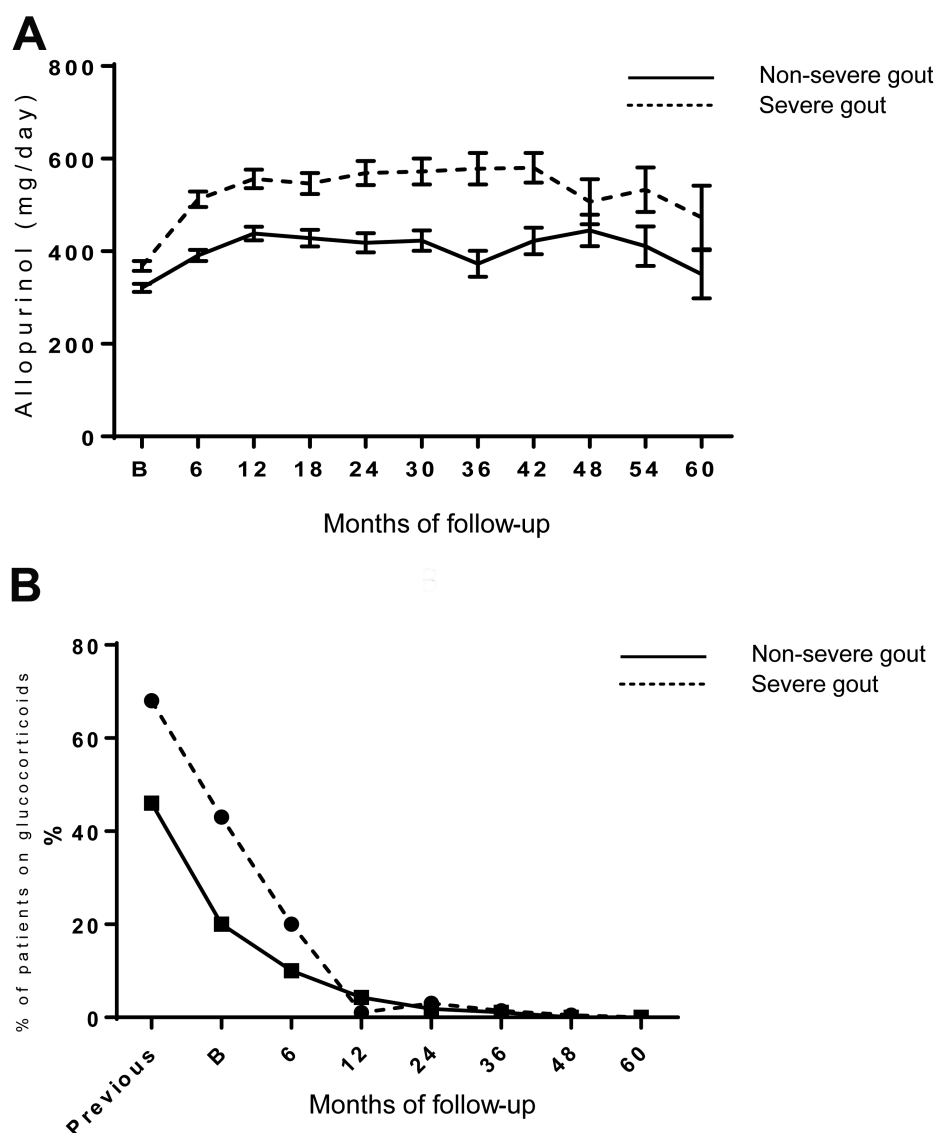 A
800
600
400
200
0
Allopurinol (mg/day)
Non-severe gout
Severe gout
B 6 12 18 24 30 36 42 48 54 60
Months of follow-up
B
80
60
40
20
0
% of patients on glucocorticoids
%
Non-severe gout
Severe gout
Previous B 6 12 24 36 48 60
Months of follow-up